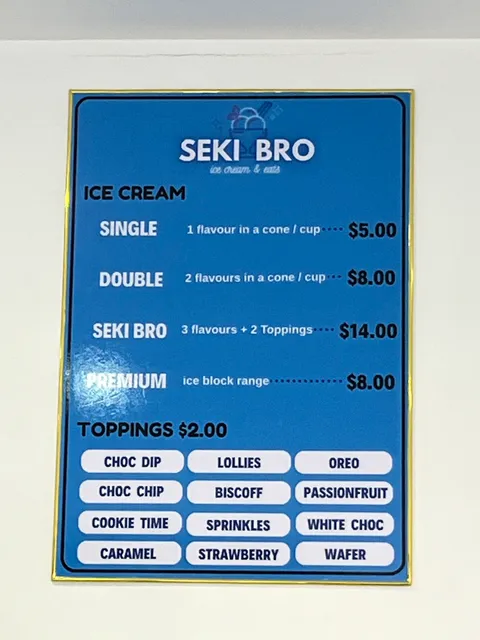 SEKI BRO
ice cream & eats
ICE CREAM
SINGLE 1 flavour in a cone / cup ···· $5.00
DOUBLE 2 flavours in a cone / cup ··· $8.00
SEKI BRO 3 flavours + 2 Toppings ···· $14.00
PREMIUM ice block range ·············· $8.00
TOPPINGS $2.00
CHOC DIP LOLLIES OREO
CHOC CHIP BISCOFF PASSIONFRUIT
COOKIE TIME SPRINKLES WHITE CHOC
CARAMEL STRAWBERRY WAFER